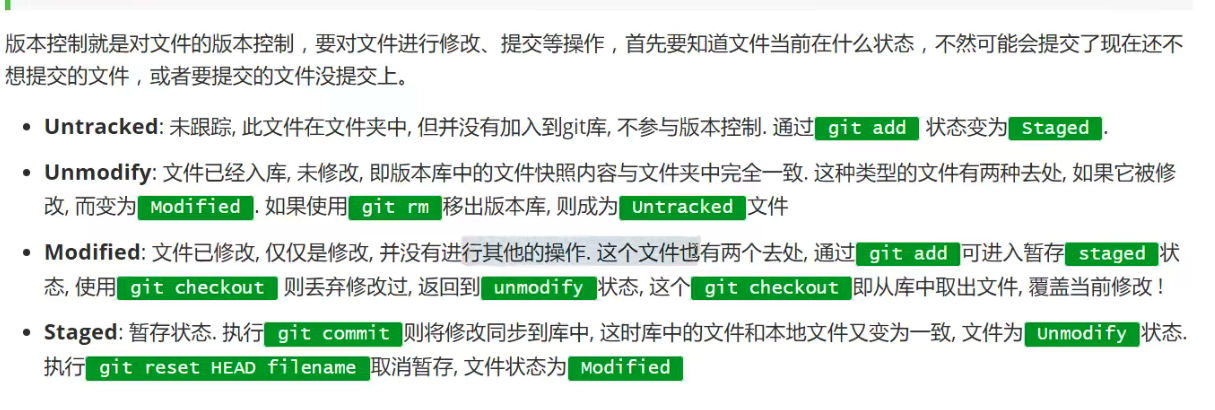 版本控制就是对文件的版本控制，要对文件进行修改、提交等操作，首先要知道文件当前在什么状态，不然可能会提交了现在还不
想提交的文件，或者要提交的文件没提交上。
• Untracked: 未跟踪, 此文件在文件夹中, 但并没有加入到git库, 不参与版本控制. 通过 git add 状态变为 Staged .
• Unmodify: 文件已经入库, 未修改, 即版本库中的文件快照内容与文件夹中完全一致. 这种类型的文件有两种去处, 如果它被修
改, 而变为 Modified . 如果使用 git rm 移出版本库, 则成为 Untracked 文件
• Modified: 文件已修改, 仅仅是修改, 并没有进行其他的操作. 这个文件也有两个去处, 通过 git add 可进入暂存 staged 状
态, 使用 git checkout 则丢弃修改过, 返回到 unmodify 状态, 这个 git checkout 即从库中取出文件, 覆盖当前修改 !
• Staged: 暂存状态. 执行 git commit 则将修改同步到库中, 这时库中的文件和本地文件又变为一致, 文件为 Unmodify 状态.
执行 git reset HEAD filename 取消暂存, 文件状态为 Modified